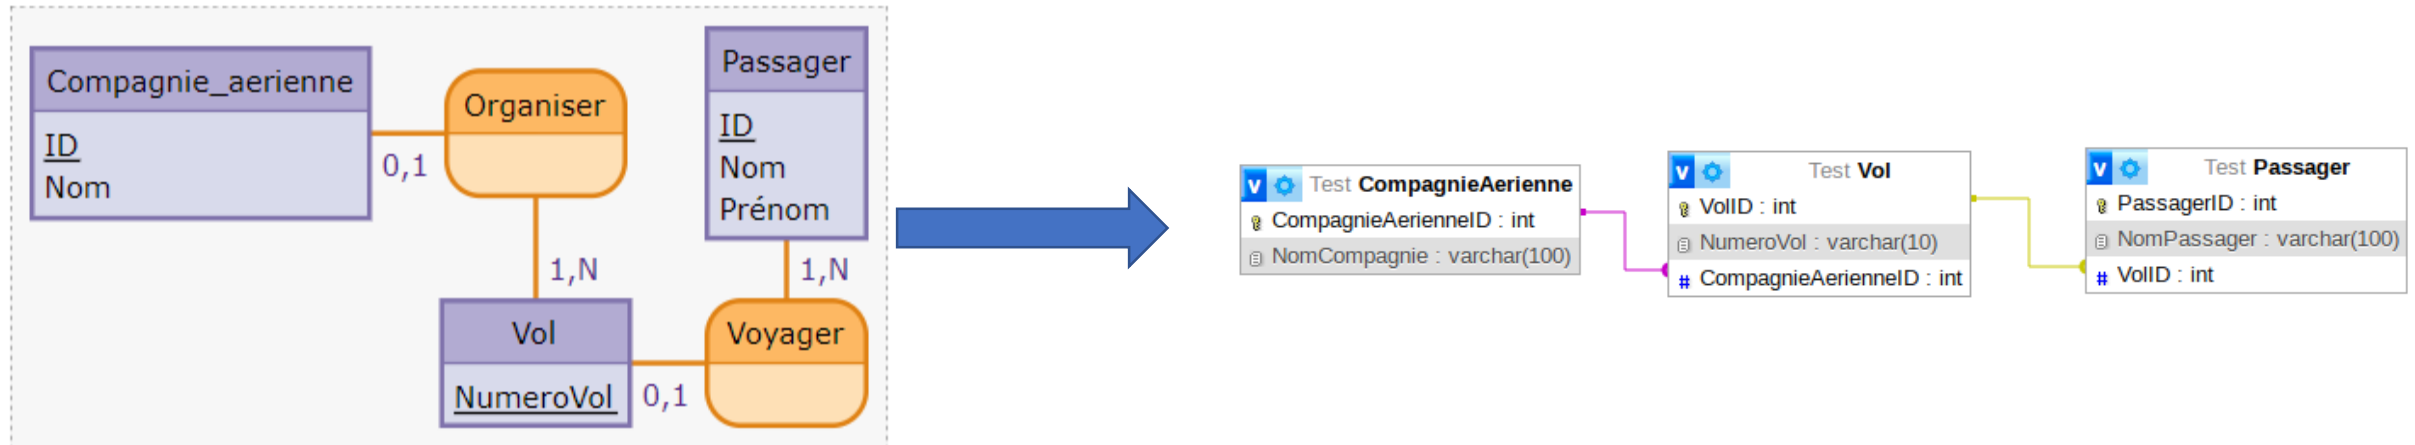 Compagnie_aerienne
ID
Nom
0,1
Organiser
1,N
Passager
ID
Nom
Prénom
1,N
Vol
NumeroVol
0,1
Voyager
v Test CompagnieAerienne
CompagnieAerienneID : int
NomCompagnie : varchar(100)
v Test Vol
VolID : int
NumeroVol : varchar(10)
# CompagnieAerienneID : int
v Test Passager
PassagerID : int
NomPassager : varchar(100)
# VolID : int